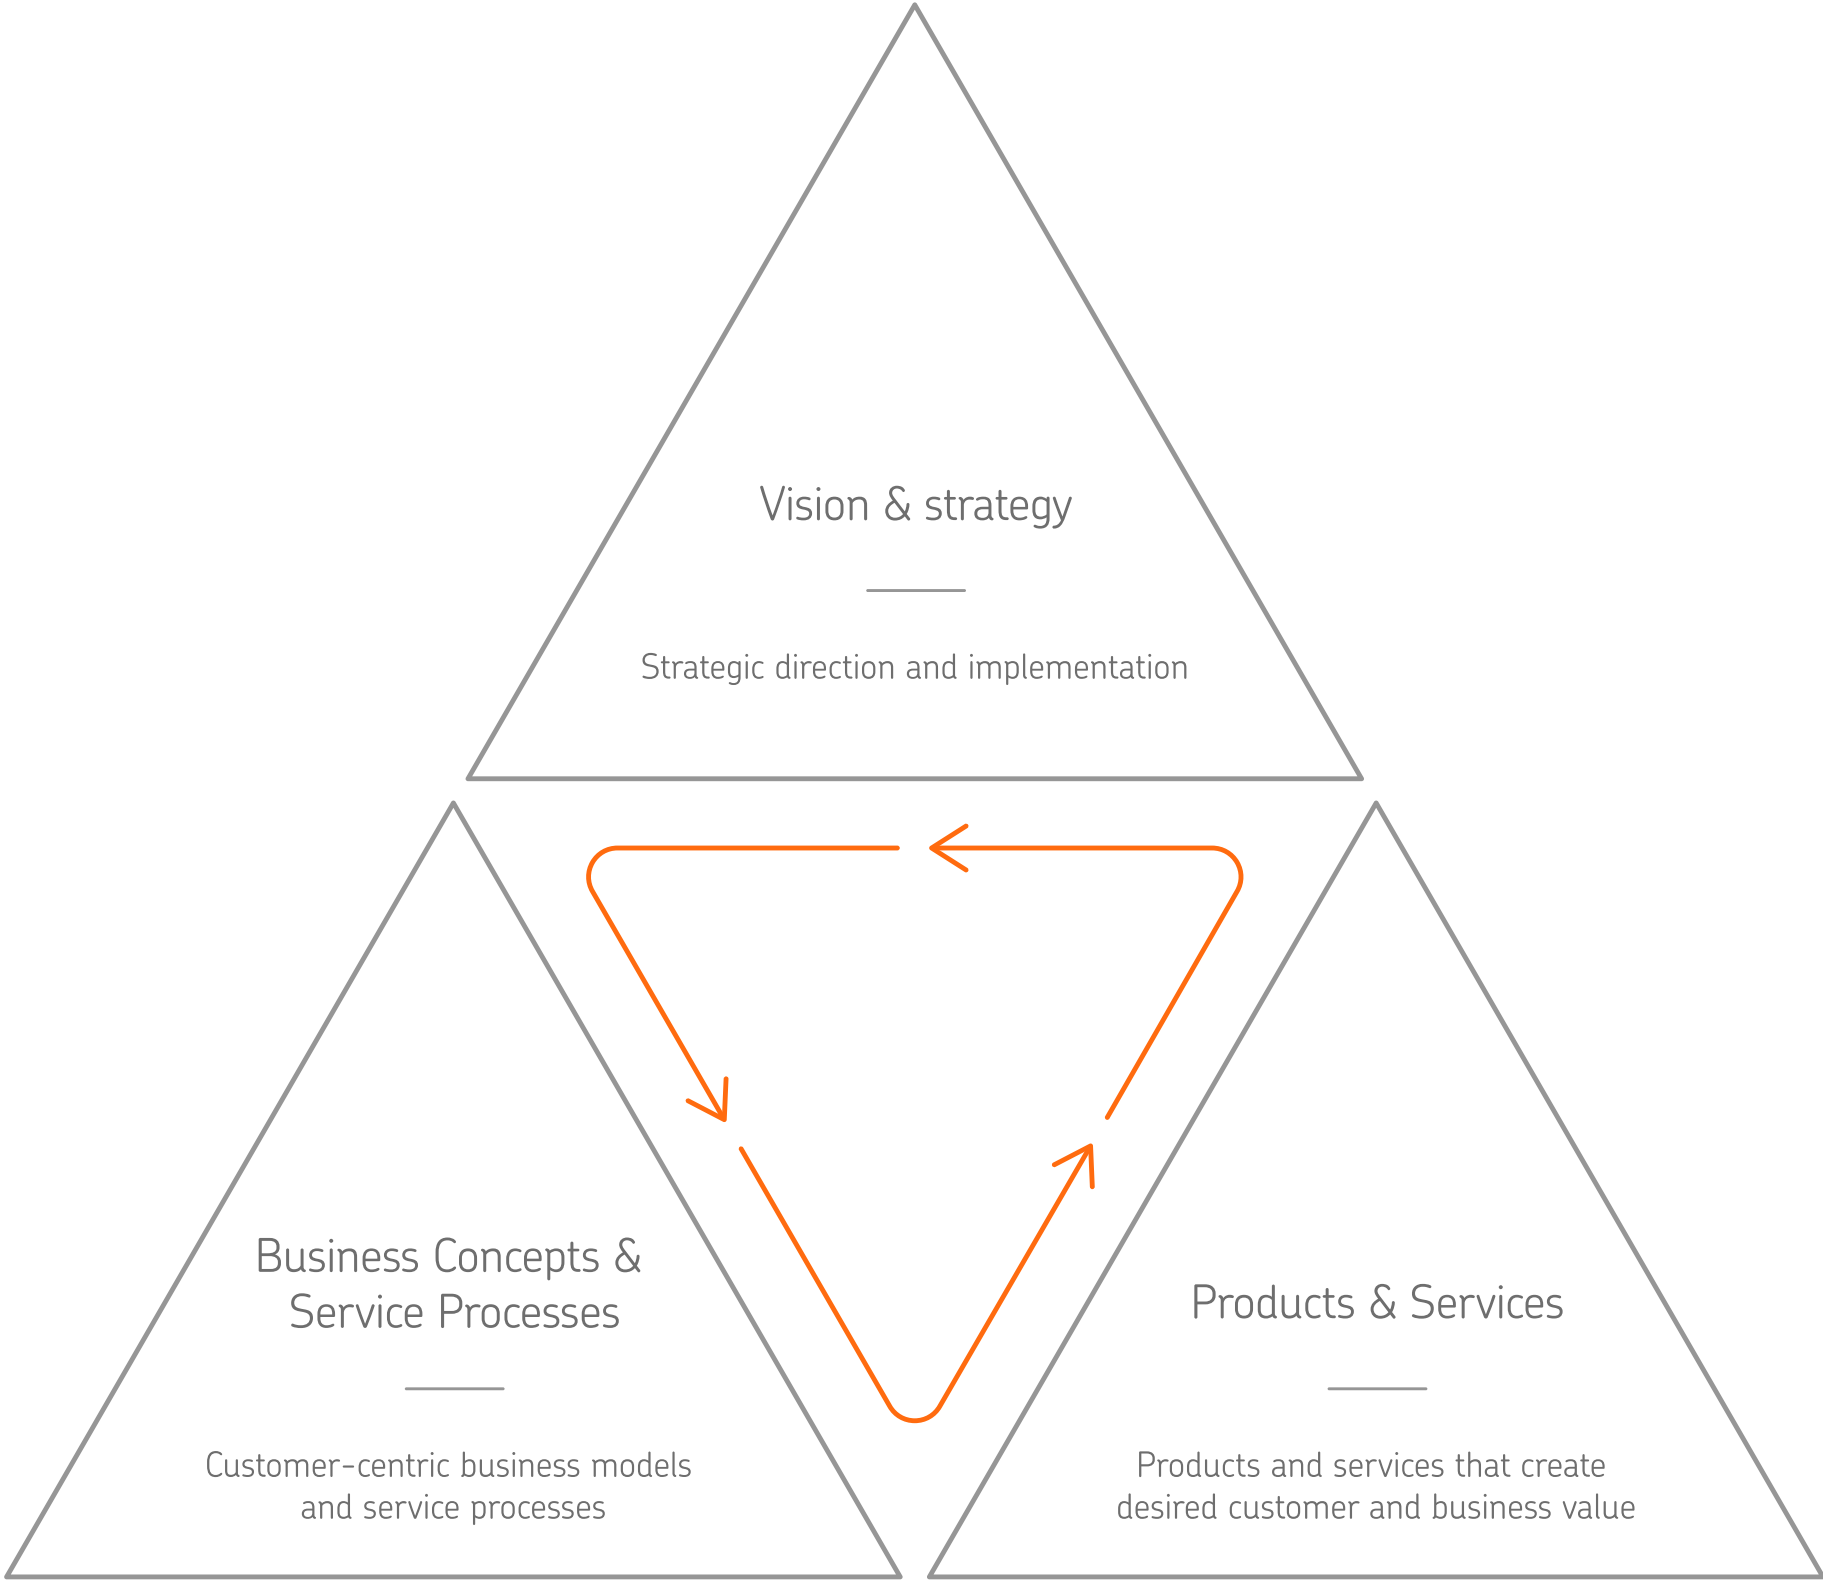 Vision & strategy
Strategic direction and implementation
Business Concepts &
Service Processes
Customer-centric business models
and service processes
Products & Services
Products and services that create
desired customer and business value